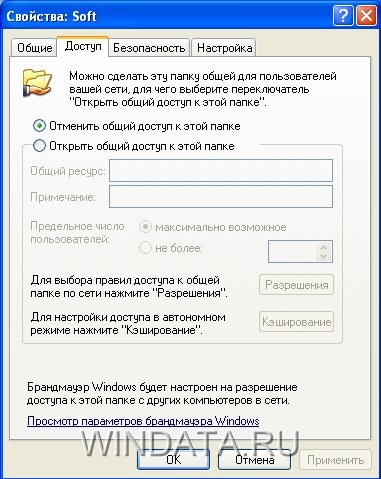 Свойства: Soft
Общие Доступ Безопасность Настройка
Можно сделать эту папку общей для пользователей
вашей сети, для чего выберите переключатель
"Открыть общий доступ к этой папке".
Отменить общий доступ к этой папке
Открыть общий доступ к этой папке
Общий ресурс:
Примечание:
Предельное число
пользователей:
максимально возможное
не более:
Для выбора правил доступа к общей
папке по сети нажмите "Разрешения".
Разрешения
Для настройки доступа в автономном
режиме нажмите "Кэширование".
Кэширование
Брандмауэр Windows будет настроен на разрешение
доступа к этой папке с других компьютеров в сети.
Просмотр параметров брандмауэра Windows
WINDATA.RU
OK Отмена Применить